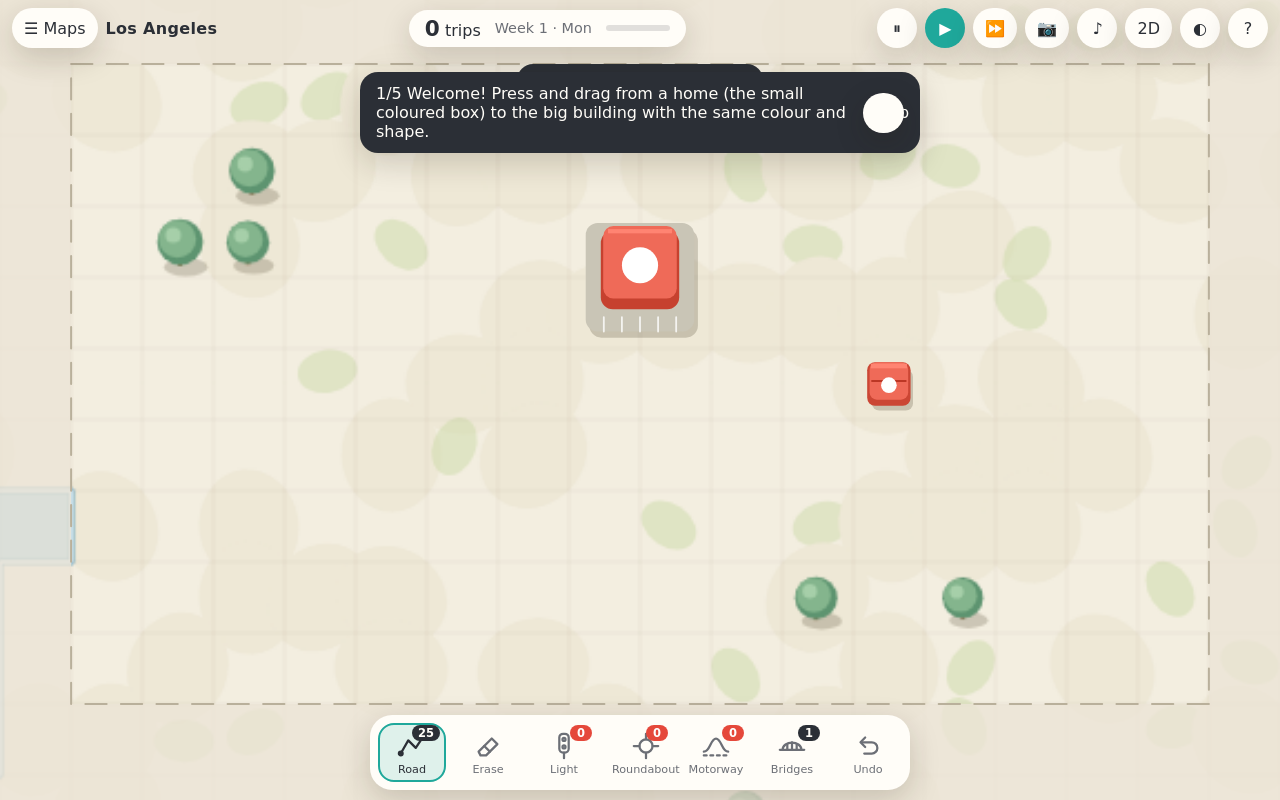 ☰ Maps
Los Angeles
0 trips
Week 1 · Mon
2D
?
1/5 Welcome! Press and drag from a home (the small
coloured box) to the big building with the same colour and
shape.
25
Road
Erase
0
Light
0
Roundabout
0
Motorway
1
Bridges
Undo